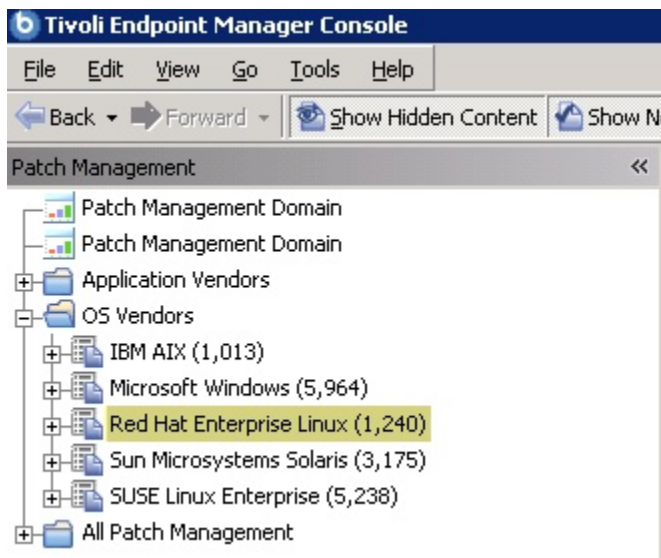 Tivoli Endpoint Manager Console
File Edit View Go Tools Help
Back Forward Show Hidden Content Show N
Patch Management
Patch Management Domain
Patch Management Domain
Application Vendors
OS Vendors
IBM AIX (1,013)
Microsoft Windows (5,964)
Red Hat Enterprise Linux (1,240)
Sun Microsystems Solaris (3,175)
SUSE Linux Enterprise (5,238)
All Patch Management